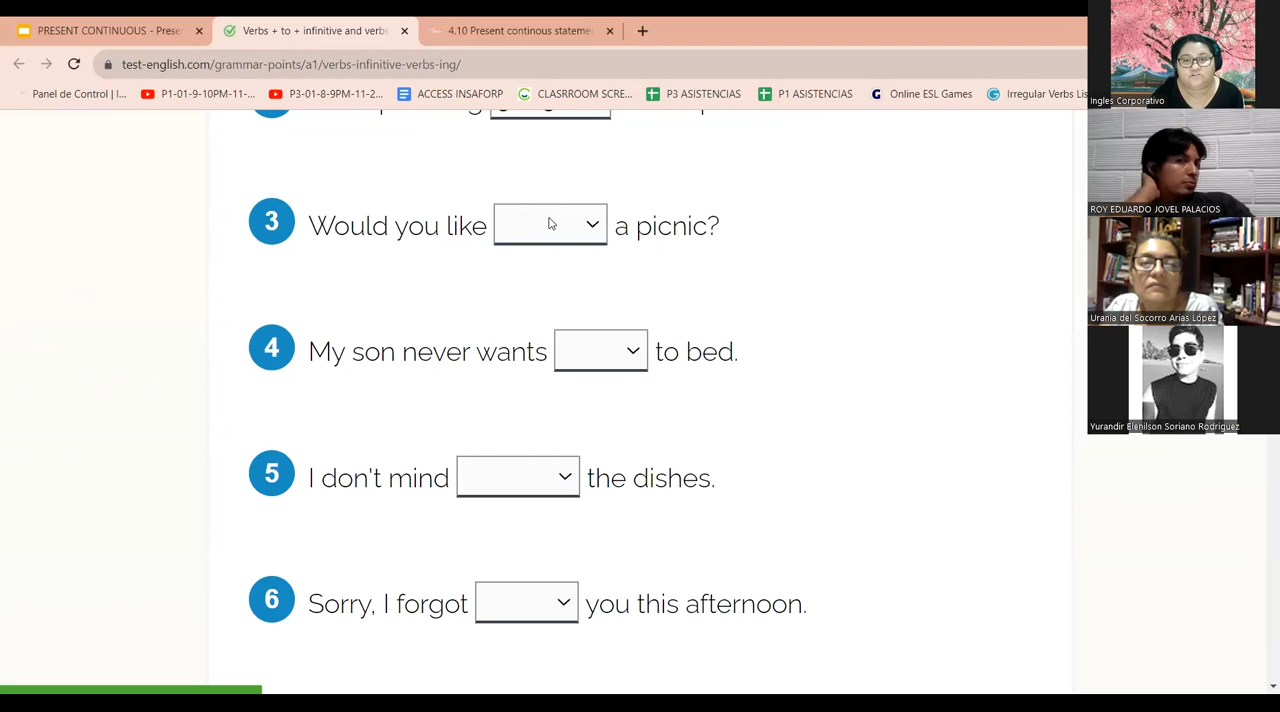 PRESENT CONTINUOUS - Prese
Verbs + to + infinitive and verbs
4.10 Present continous stateme
test-english.com/grammar-points/a1/verbs-infinitive-verbs-ing/
Panel de Control | I...
P1-01-9-10PM-11-...
P3-01-8-9PM-11-2...
ACCESS INSAFORP
CLASRROOM SCRE...
P3 ASISTENCIAS
P1 ASISTENCIAS
Online ESL Games
Irregular Verbs Lis
Ingles Corporativo
ROY EDUARDO JOVEL PALACIOS
Urania del Socorro Arias López
Yurandir Elenilson Soriano Rodriguez
3 Would you like a picnic?
4 My son never wants to bed.
5 I don't mind the dishes.
6 Sorry, I forgot you this afternoon.